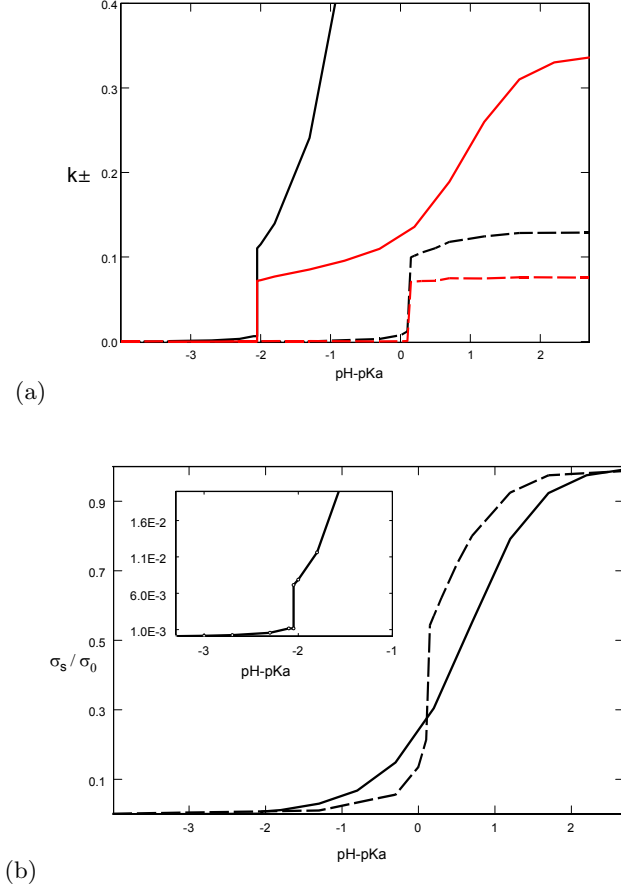 0.4
0.3
k±
0.2
0.1
0.0
-3 -2 -1 0 1 2
pH-pKa
(a)
0.9
1.6E-2
1.1E-2
0.7
6.0E-3
1.0E-3
0.5
-3 -2 -1
σs / σ0
pH-pKa
0.3
0.1
-3 -2 -1 0 1 2
pH-pKa
(b)